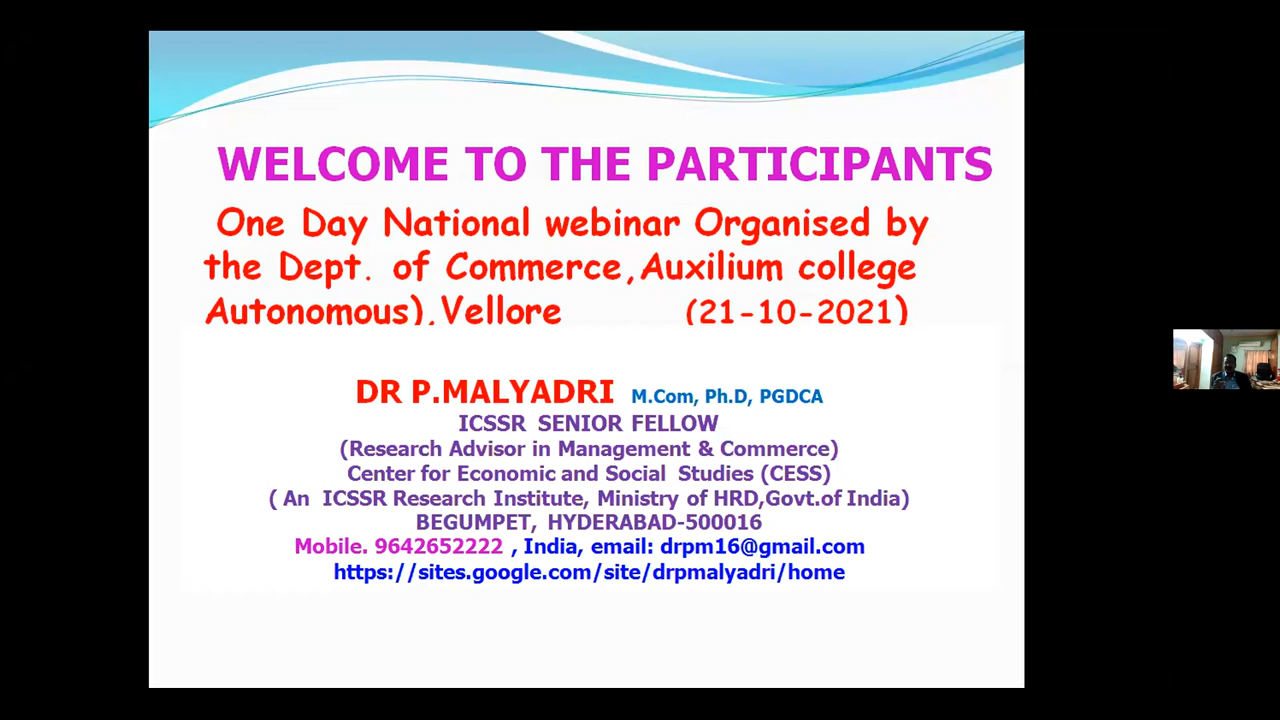 WELCOME TO THE PARTICIPANTS
One Day National webinar Organised by
the Dept. of Commerce,Auxilium college
Autonomous),Vellore (21-10-2021)
DR P.MALYADRI M.Com, Ph.D, PGDCA
ICSSR SENIOR FELLOW
(Research Advisor in Management & Commerce)
Center for Economic and Social Studies (CESS)
( An ICSSR Research Institute, Ministry of HRD,Govt.of India)
BEGUMPET, HYDERABAD-500016
Mobile. 9642652222 , India, email: drpm16@gmail.com
https://sites.google.com/site/drpmalyadri/home